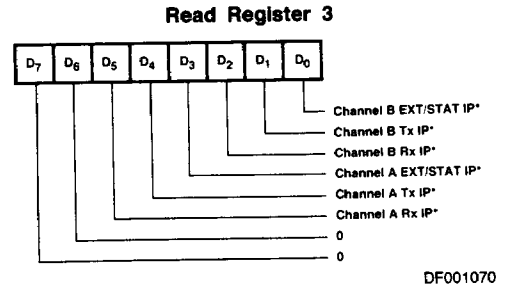 Read Register 3
D7 D6 D5 D4 D3 D2 D1 D0
Channel B EXT/STAT IP*
Channel B Tx IP*
Channel B Rx IP*
Channel A EXT/STAT IP*
Channel A Tx IP*
Channel A Rx IP*
0
0
DF001070